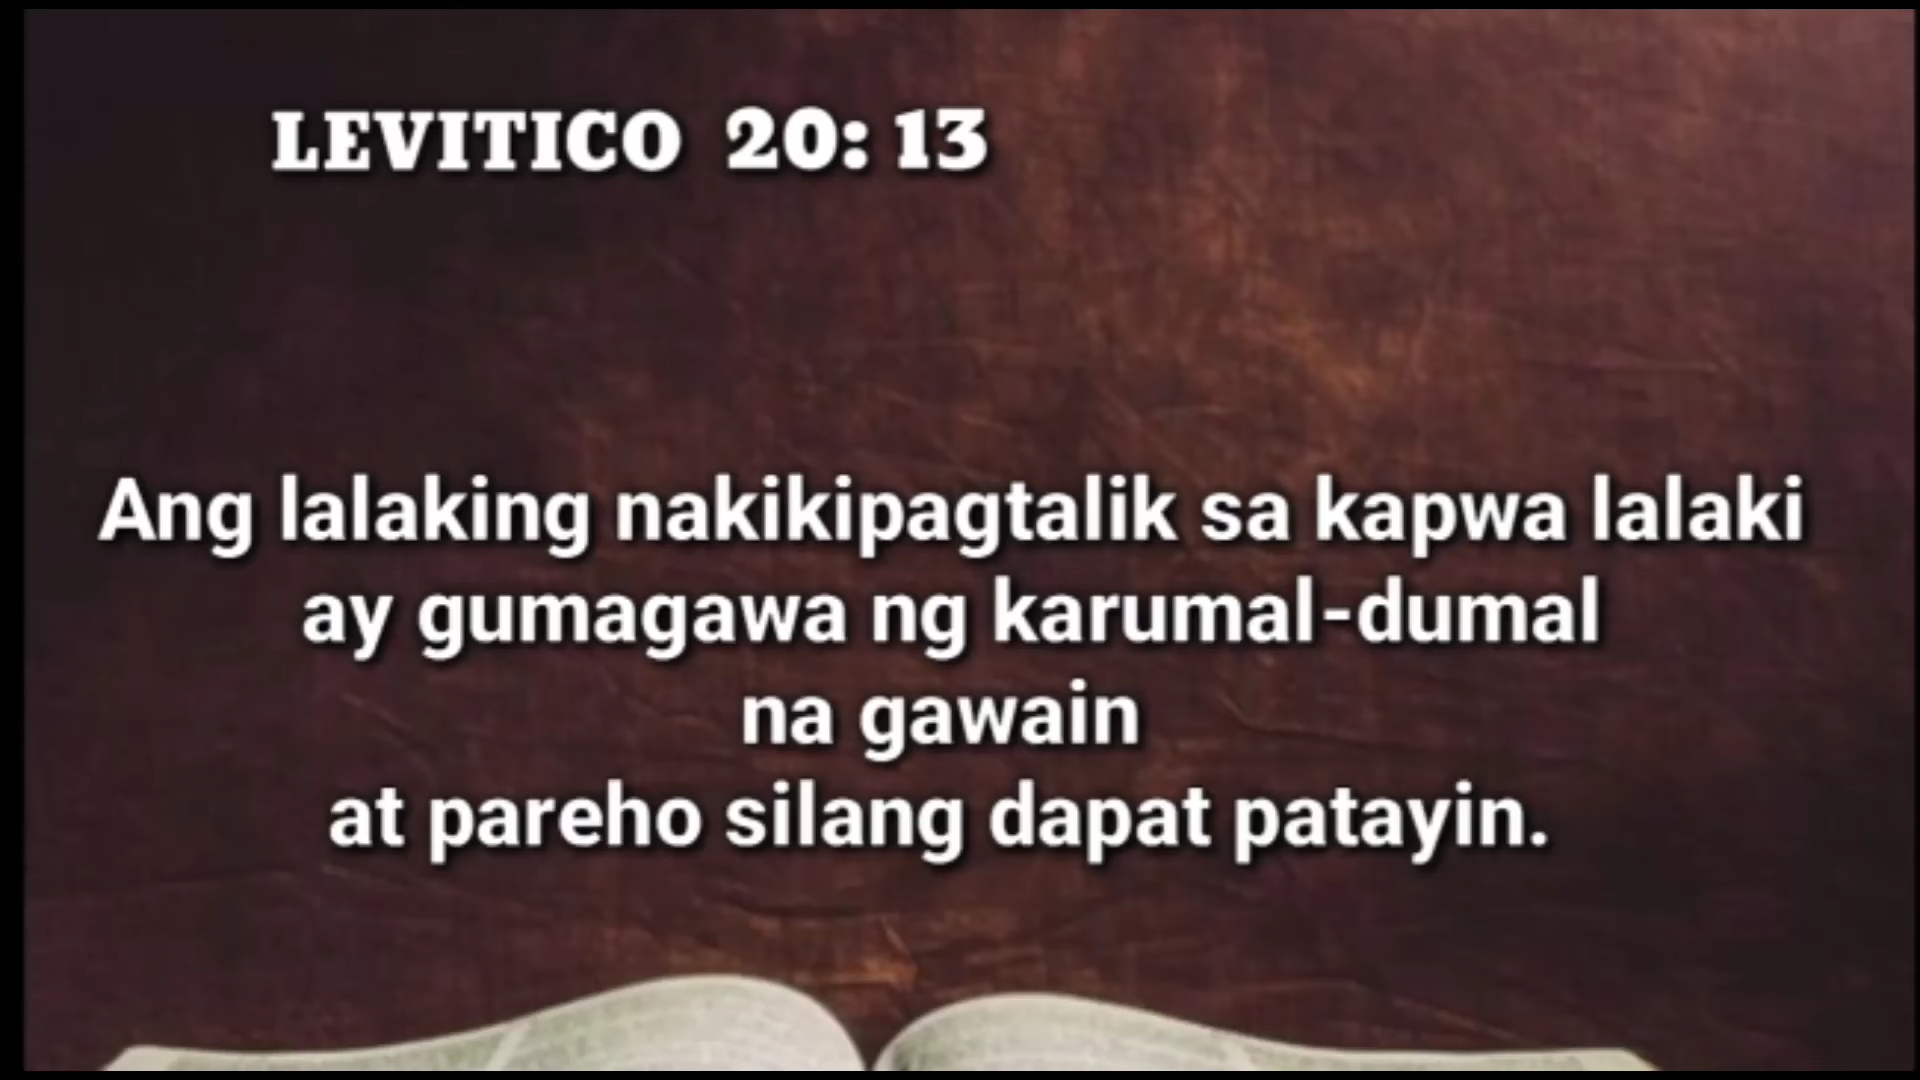 LEVITICO 20: 13
Ang lalaking nakikipagtalik sa kapwa lalaki
ay gumagawa ng karumal-dumal
na gawain
at pareho silang dapat patayin.